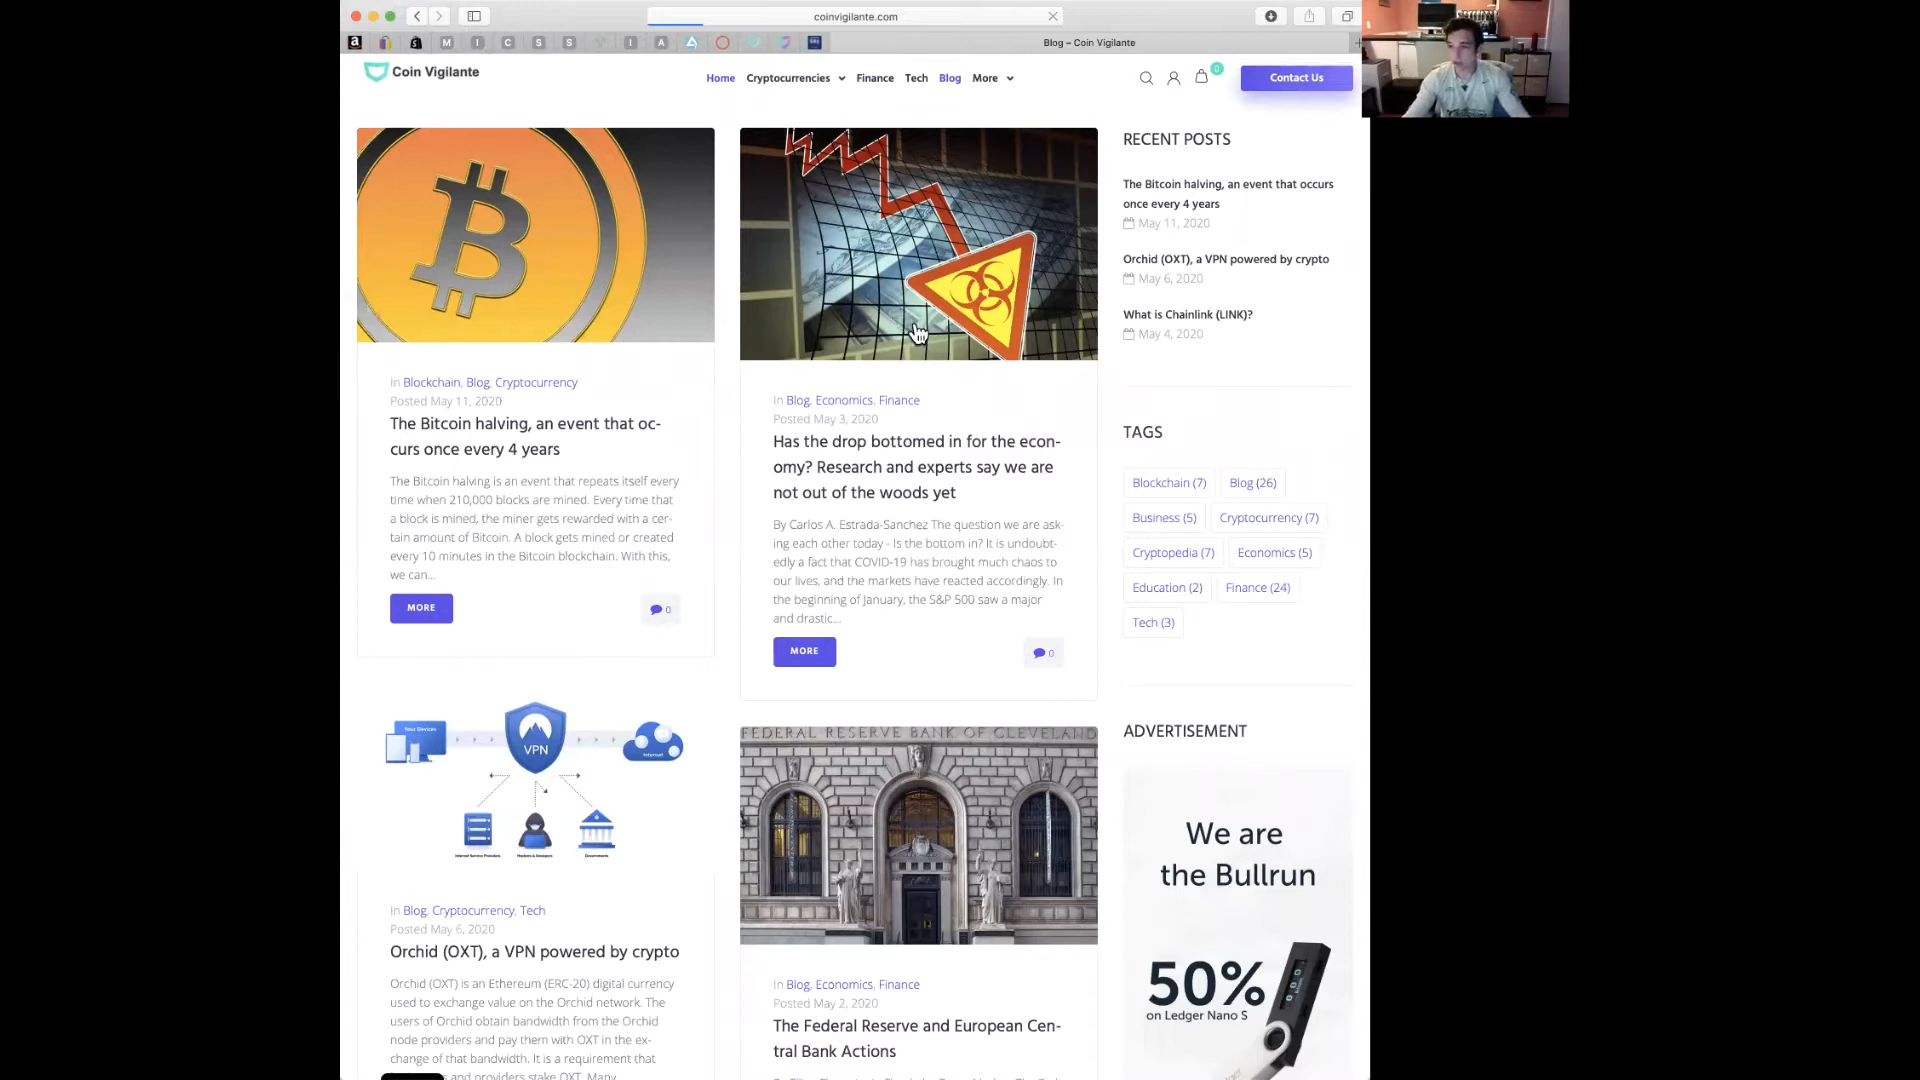 coinvigilante.com
Blog – Coin Vigilante
Coin Vigilante
Home Cryptocurrencies Finance Tech Blog More
0
Contact Us
In Blockchain, Blog, Cryptocurrency
Posted May 11, 2020
The Bitcoin halving, an event that oc-
curs once every 4 years
The Bitcoin halving is an event that repeats itself every
time when 210,000 blocks are mined. Every time that
a block is mined, the miner gets rewarded with a cer-
tain amount of Bitcoin. A block gets mined or created
every 10 minutes in the Bitcoin blockchain. With this,
we can...
MORE
0
Your Devices
VPN
Internet
Internet Service Providers
Hackers & Snoopers
Governments
In Blog, Cryptocurrency, Tech
Posted May 6, 2020
Orchid (OXT), a VPN powered by crypto
Orchid (OXT) is an Ethereum (ERC-20) digital currency
used to exchange value on the Orchid network. The
users of Orchid obtain bandwidth from the Orchid
node providers and pay them with OXT in the ex-
change of that bandwidth. It is a requirement that
and providers stake OXT. Many
In Blog, Economics, Finance
Posted May 3, 2020
Has the drop bottomed in for the econ-
omy? Research and experts say we are
not out of the woods yet
By Carlos A. Estrada-Sanchez The question we are ask-
ing each other today - Is the bottom in? It is undoubt-
edly a fact that COVID-19 has brought much chaos to
our lives, and the markets have reacted accordingly. In
the beginning of January, the S&P 500 saw a major
and drastic...
MORE
0
FEDERAL RESERVE BANK OF CLEVELAND
In Blog, Economics, Finance
Posted May 2, 2020
The Federal Reserve and European Cen-
tral Bank Actions
RECENT POSTS
The Bitcoin halving, an event that occurs
once every 4 years
May 11, 2020
Orchid (OXT), a VPN powered by crypto
May 6, 2020
What is Chainlink (LINK)?
May 4, 2020
TAGS
Blockchain (7) Blog (26)
Business (5) Cryptocurrency (7)
Cryptopedia (7) Economics (5)
Education (2) Finance (24)
Tech (3)
ADVERTISEMENT
We are
the Bullrun
50%
on Ledger Nano S